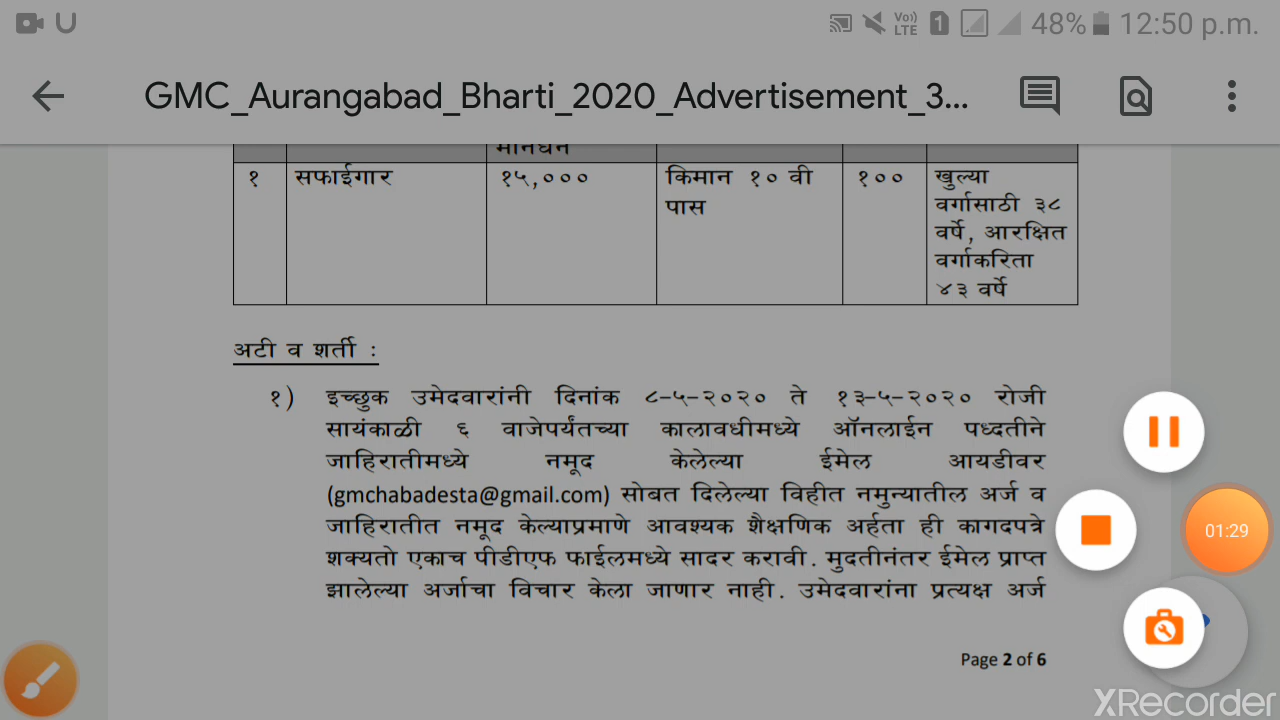 Vo)) LTE 1 48% 12:50 p.m.
GMC_Aurangabad_Bharti_2020_Advertisement_3...
मानधन
१ सफाईगार १५,००० किमान १० वी पास १०० खुल्या वर्गासाठी ३८ वर्षे, आरक्षित वर्गाकरिता ४३ वर्षे
अटी व शर्ती :
१) इच्छुक उमेदवारांनी दिनांक ८-५-२०२० ते १३-५-२०२० रोजी
सायंकाळी ६ वाजेपर्यंतच्या कालावधीमध्ये ऑनलाईन पध्दतीने
जाहिरातीमध्ये नमूद केलेल्या ईमेल आयडीवर
(gmchabadesta@gmail.com) सोबत दिलेल्या विहीत नमुन्यातील अर्ज व
जाहिरातीत नमूद केल्याप्रमाणे आवश्यक शैक्षणिक अर्हता ही कागदपत्रे
शक्यतो एकाच पीडीएफ फाईलमध्ये सादर करावी. मुदतीनंतर ईमेल प्राप्त
झालेल्या अर्जाचा विचार केला जाणार नाही. उमेदवारांना प्रत्यक्ष अर्ज
01:29
Page 2 of 6
XRecorder